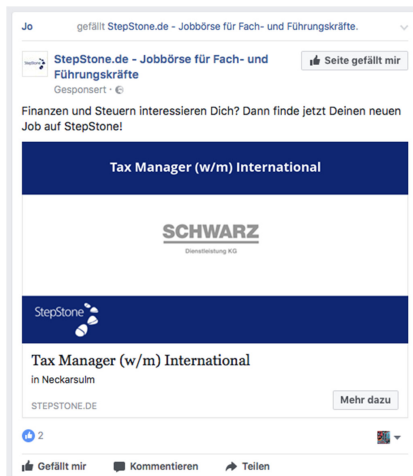 Jo gefällt StepStone.de - Jobbörse für Fach- und Führungskräfte.
StepStone
StepStone.de - Jobbörse für Fach- und
Führungskräfte
Gesponsert ·
Seite gefällt mir
Finanzen und Steuern interessieren Dich? Dann finde jetzt Deinen neuen
Job auf StepStone!
Tax Manager (w/m) International
SCHWARZ
Dienstleistung KG
StepStone
Tax Manager (w/m) International
in Neckarsulm
STEPSTONE.DE
Mehr dazu
2
Gefällt mir Kommentieren Teilen